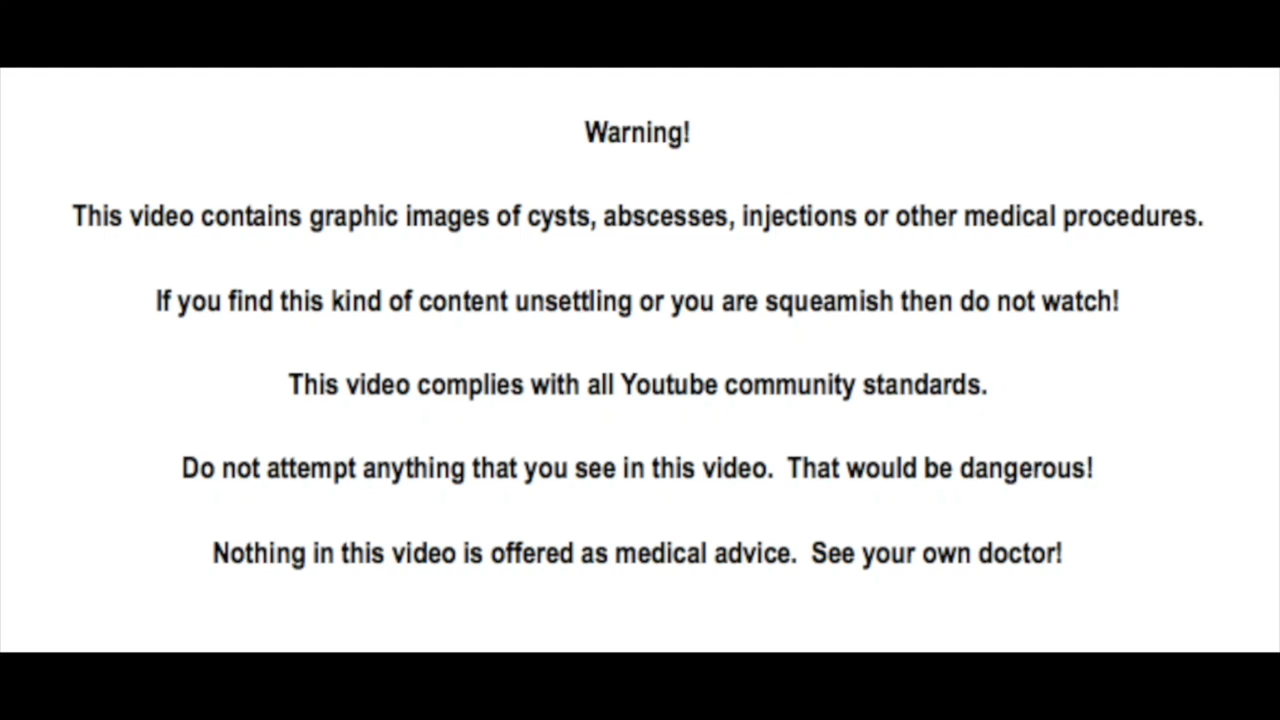 Warning!
This video contains graphic images of cysts, abscesses, injections or other medical procedures.
If you find this kind of content unsettling or you are squeamish then do not watch!
This video complies with all Youtube community standards.
Do not attempt anything that you see in this video.  That would be dangerous!
Nothing in this video is offered as medical advice.  See your own doctor!